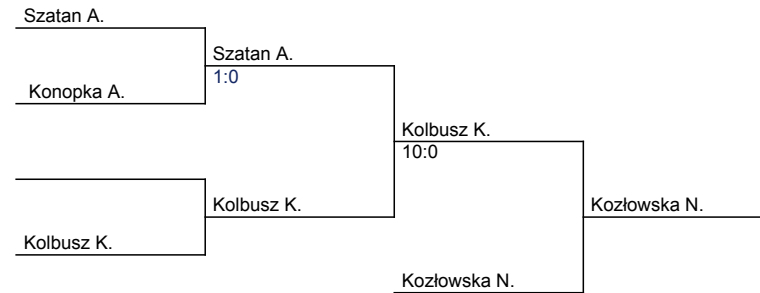 Szatan A.
Szatan A.
1:0
Konopka A.
Kolbusz K.
10:0
Kolbusz K.
Kozłowska N.
Kolbusz K.
Kozłowska N.